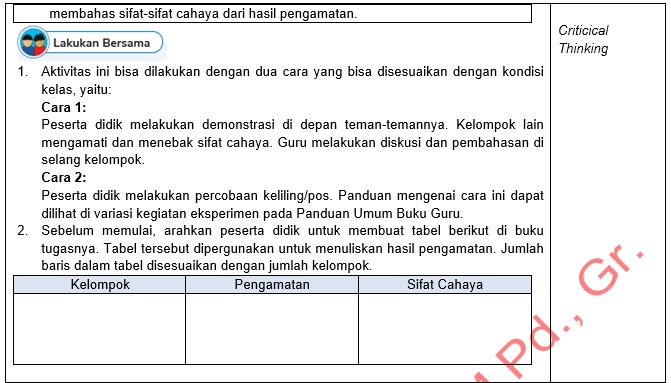 membahas sifat-sifat cahaya dari hasil pengamatan.
Criticical
Thinking
Lakukan Bersama
1. Aktivitas ini bisa dilakukan dengan dua cara yang bisa disesuaikan dengan kondisi
kelas, yaitu:
Cara 1:
Peserta didik melakukan demonstrasi di depan teman-temannya. Kelompok lain
mengamati dan menebak sifat cahaya. Guru melakukan diskusi dan pembahasan di
selang kelompok.
Cara 2:
Peserta didik melakukan percobaan keliling/pos. Panduan mengenai cara ini dapat
dilihat di variasi kegiatan eksperimen pada Panduan Umum Buku Guru.
2. Sebelum memulai, arahkan peserta didik untuk membuat tabel berikut di buku
tugasnya. Tabel tersebut dipergunakan untuk menuliskan hasil pengamatan. Jumlah
baris dalam tabel disesuaikan dengan jumlah kelompok.
Kelompok Pengamatan Sifat Cahaya
Pd., Gr.